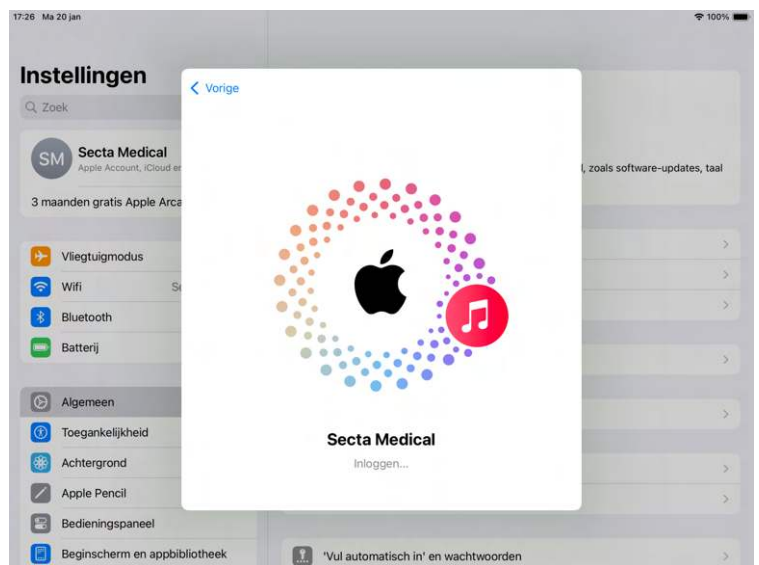 17:26 Ma 20 jan
100%
Instellingen
Zoek
SM
Secta Medical
Apple Account, iCloud er
3 maanden gratis Apple Arca
Vliegtuigmodus
Wifi Se
Bluetooth
Batterij
Algemeen
Toegankelijkheid
Achtergrond
Apple Pencil
Bedieningspaneel
Beginscherm en appbibliotheek
Vorige
Secta Medical
Inloggen...
, zoals software-updates, taal
'Vul automatisch in' en wachtwoorden